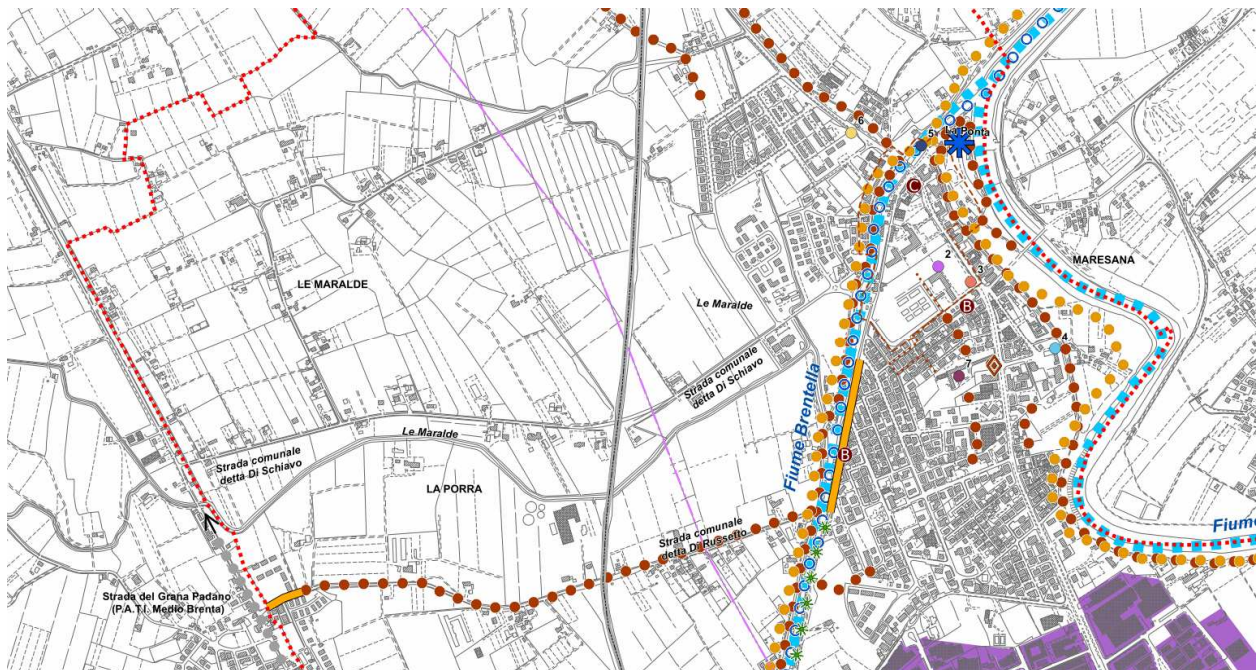 6
5
La Ponta
C
2
3
MARESANA
LE MARALDE
Le Maralde
B
4
7
Strada comunale
detta Di Schiavo
Fiume Brentella
Le Maralde
Strada comunale
detta Di Schiavo
B
LA PORRA
Strada comunale
detta Di Russetto
Fiume
Strada del Grana Padano
(P.A.T.I. Medio Brenta)